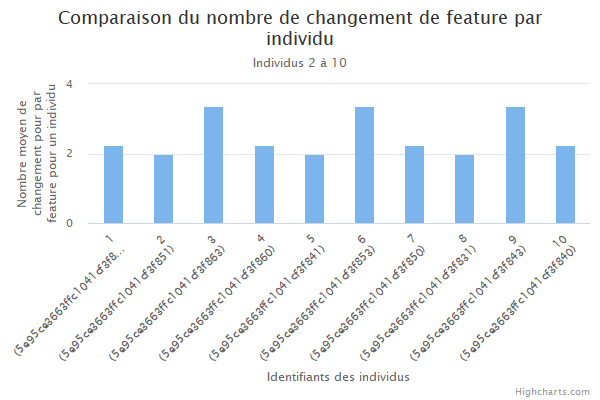 Comparaison du nombre de changement de feature par
individu
Individus 2 à 10
Nombre moyen de
changement pour par
feature pour un individu
4
2
0
1
(5e95ce3663ffc1041d3f8...
2
(5e95ce3663ffc1041d3f851)
3
(5e95ce3663ffc1041d3f863)
4
(5e95ce3663ffc1041d3f860)
5
(5e95ce3663ffc1041d3f841)
6
(5e95ce3663ffc1041d3f853)
7
(5e95ce3663ffc1041d3f850)
8
(5e95ce3663ffc1041d3f831)
9
(5e95ce3663ffc1041d3f843)
10
(5e95ce3663ffc1041d3f840)
Identifiants des individus
Highcharts.com